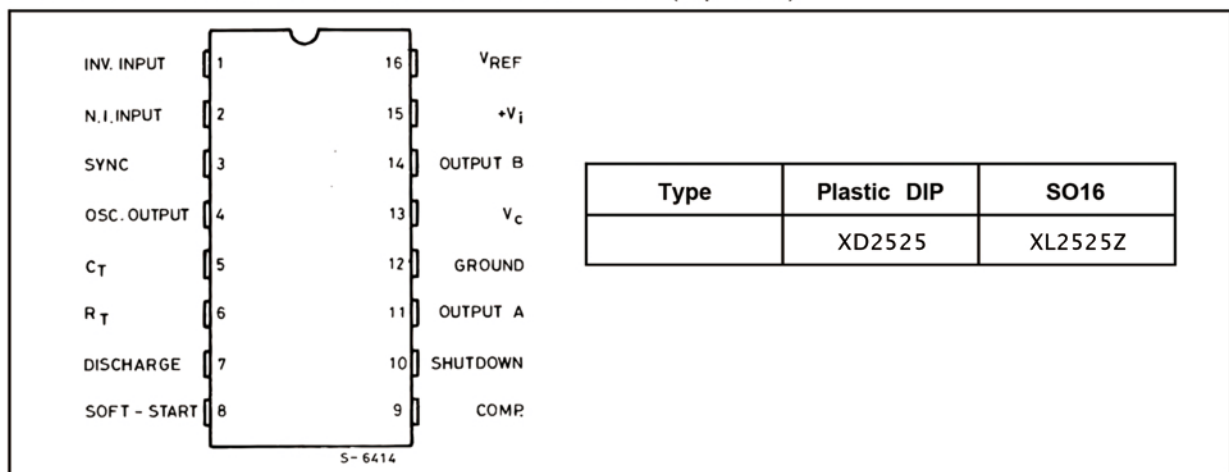 INV. INPUT 1 16 VREF
N.I. INPUT 2 15 +Vi
SYNC 3 14 OUTPUT B
OSC. OUTPUT 4 13 Vc
CT 5 12 GROUND
RT 6 11 OUTPUT A
DISCHARGE 7 10 SHUTDOWN
SOFT - START 8 9 COMP.
S- 6414
Type Plastic DIP SO16
XD2525 XL2525Z